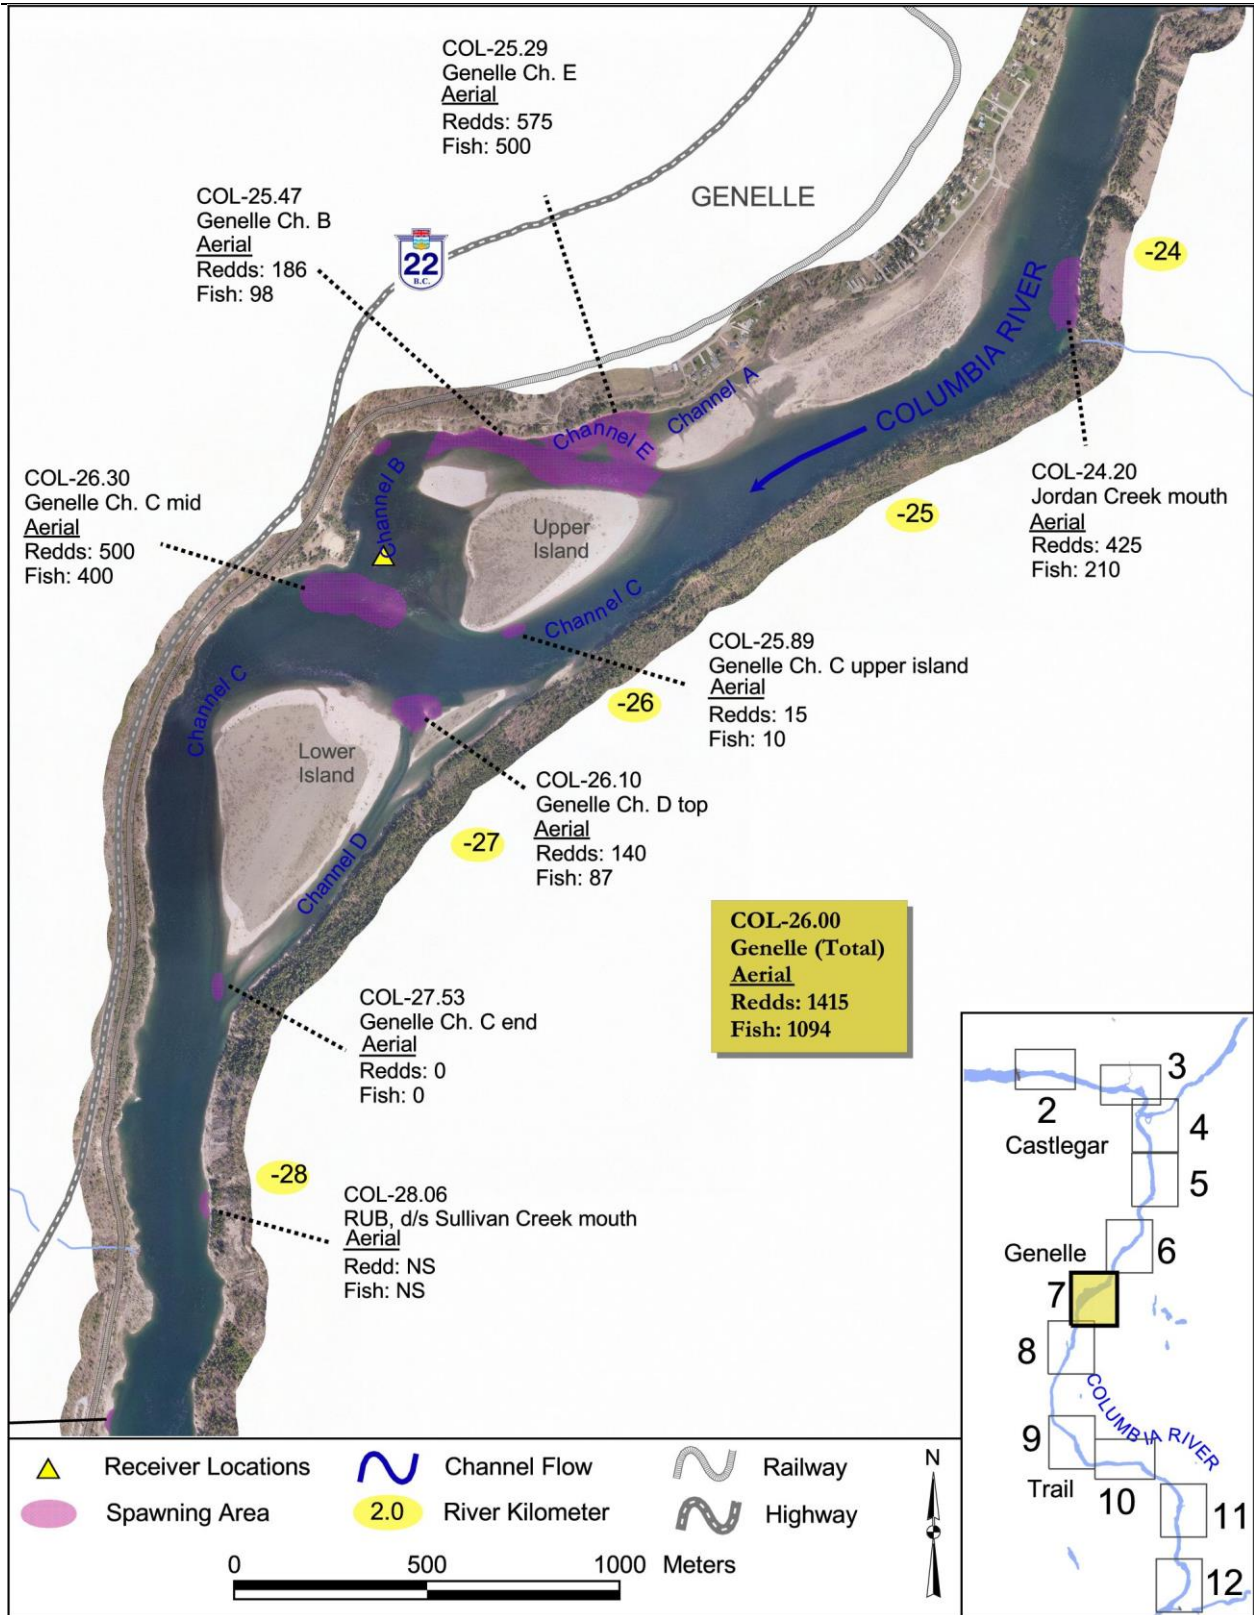 COL-25.29
Genelle Ch. E
Aerial
Redds: 575
Fish: 500
COL-25.47
Genelle Ch. B
Aerial
Redds: 186
Fish: 98
22
B.C.
GENELLE
-24
COLUMBIA RIVER
Channel A
Channel E
Channel B
COL-24.20
Jordan Creek mouth
Aerial
Redds: 425
Fish: 210
COL-26.30
Genelle Ch. C mid
Aerial
Redds: 500
Fish: 400
-25
Upper
Island
Channel C
COL-25.89
Genelle Ch. C upper island
Aerial
Redds: 15
Fish: 10
-26
Channel C
Lower
Island
COL-26.10
Genelle Ch. D top
Aerial
Redds: 140
Fish: 87
-27
Channel D
COL-26.00
Genelle (Total)
Aerial
Redds: 1415
Fish: 1094
COL-27.53
Genelle Ch. C end
Aerial
Redds: 0
Fish: 0
-28
COL-28.06
RUB, d/s Sullivan Creek mouth
Aerial
Redd: NS
Fish: NS
3
2
4
Castlegar
5
6
Genelle
7
8
COLUMBIA RIVER
9
Trail
10
11
12
Receiver Locations
Channel Flow
Railway
Spawning Area
2.0
River Kilometer
Highway
N
0 500 1000 Meters